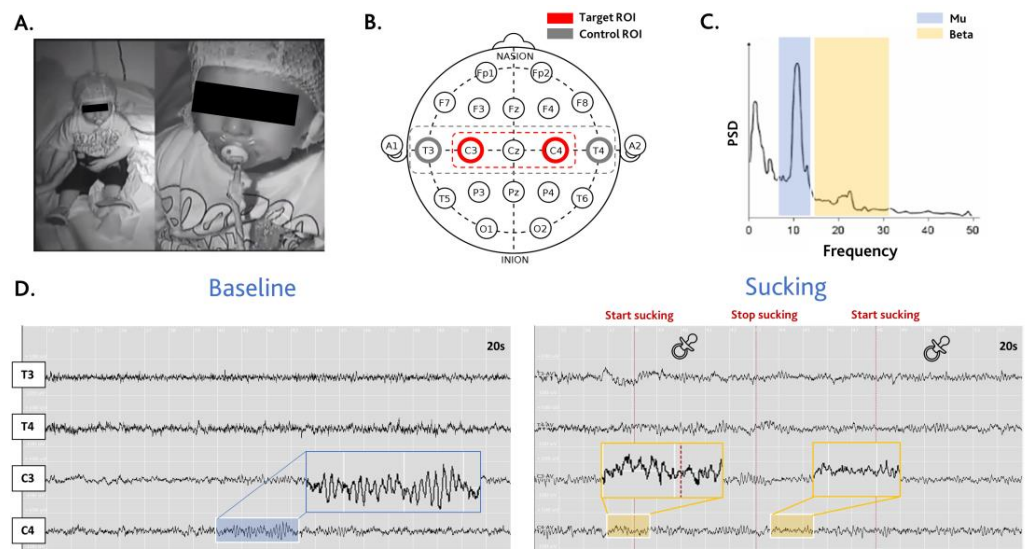 A.
B.
Target ROI
Control ROI
NASION
Fp1 Fp2
F7 F3 Fz F4 F8
A1 T3 C3 Cz C4 T4 A2
T5 P3 Pz P4 T6
O1 O2
INION
C.
Mu
Beta
PSD
0 10 20 30 40 50
Frequency
D.
Baseline
Sucking
Start sucking Stop sucking Start sucking
20s
20s
T3
T4
C3
C4